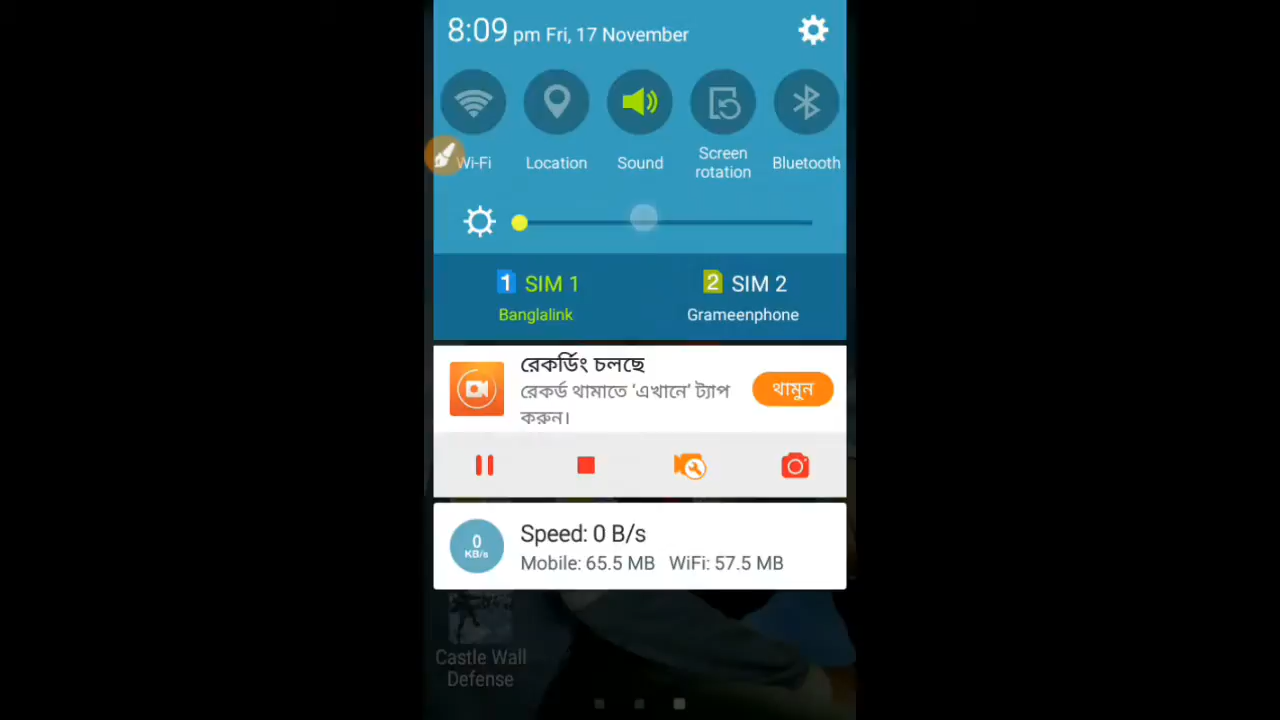 8:09 pm Fri, 17 November
Wi-Fi
Location
Sound
Screen
rotation
Bluetooth
1 SIM 1
Banglalink
2 SIM 2
Grameenphone
রেকর্ডিং চলছে
রেকর্ড থামাতে ‘এখানে’ ট্যাপ
করুন।
থামুন
0
KB/s
Speed: 0 B/s
Mobile: 65.5 MB WiFi: 57.5 MB
Castle Wall
Defense